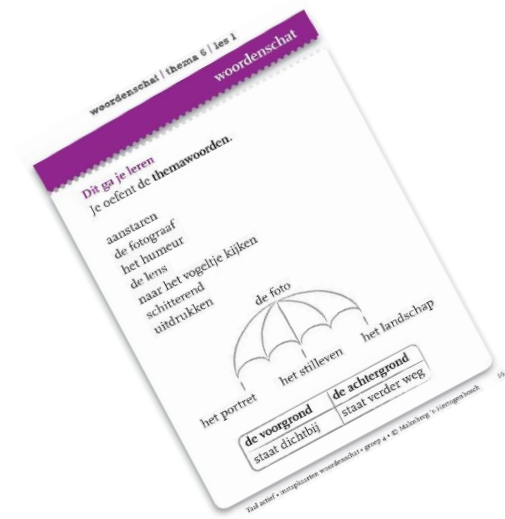 woordenschat | thema 6 | les 1
woordenschat
Dit ga je leren
Je oefent de themawoorden.
aanstaren
de fotograaf
het humeur
de lens
naar het vogeltje kijken
schitterend
uitdrukken
de foto
het portret
het stilleven
het landschap
de voorgrond de achtergrond
staat dichtbij staat verder weg
Taal actief • instapkaarten woordenschat • groep 4 • © Malmberg 's-Hertogenbosch